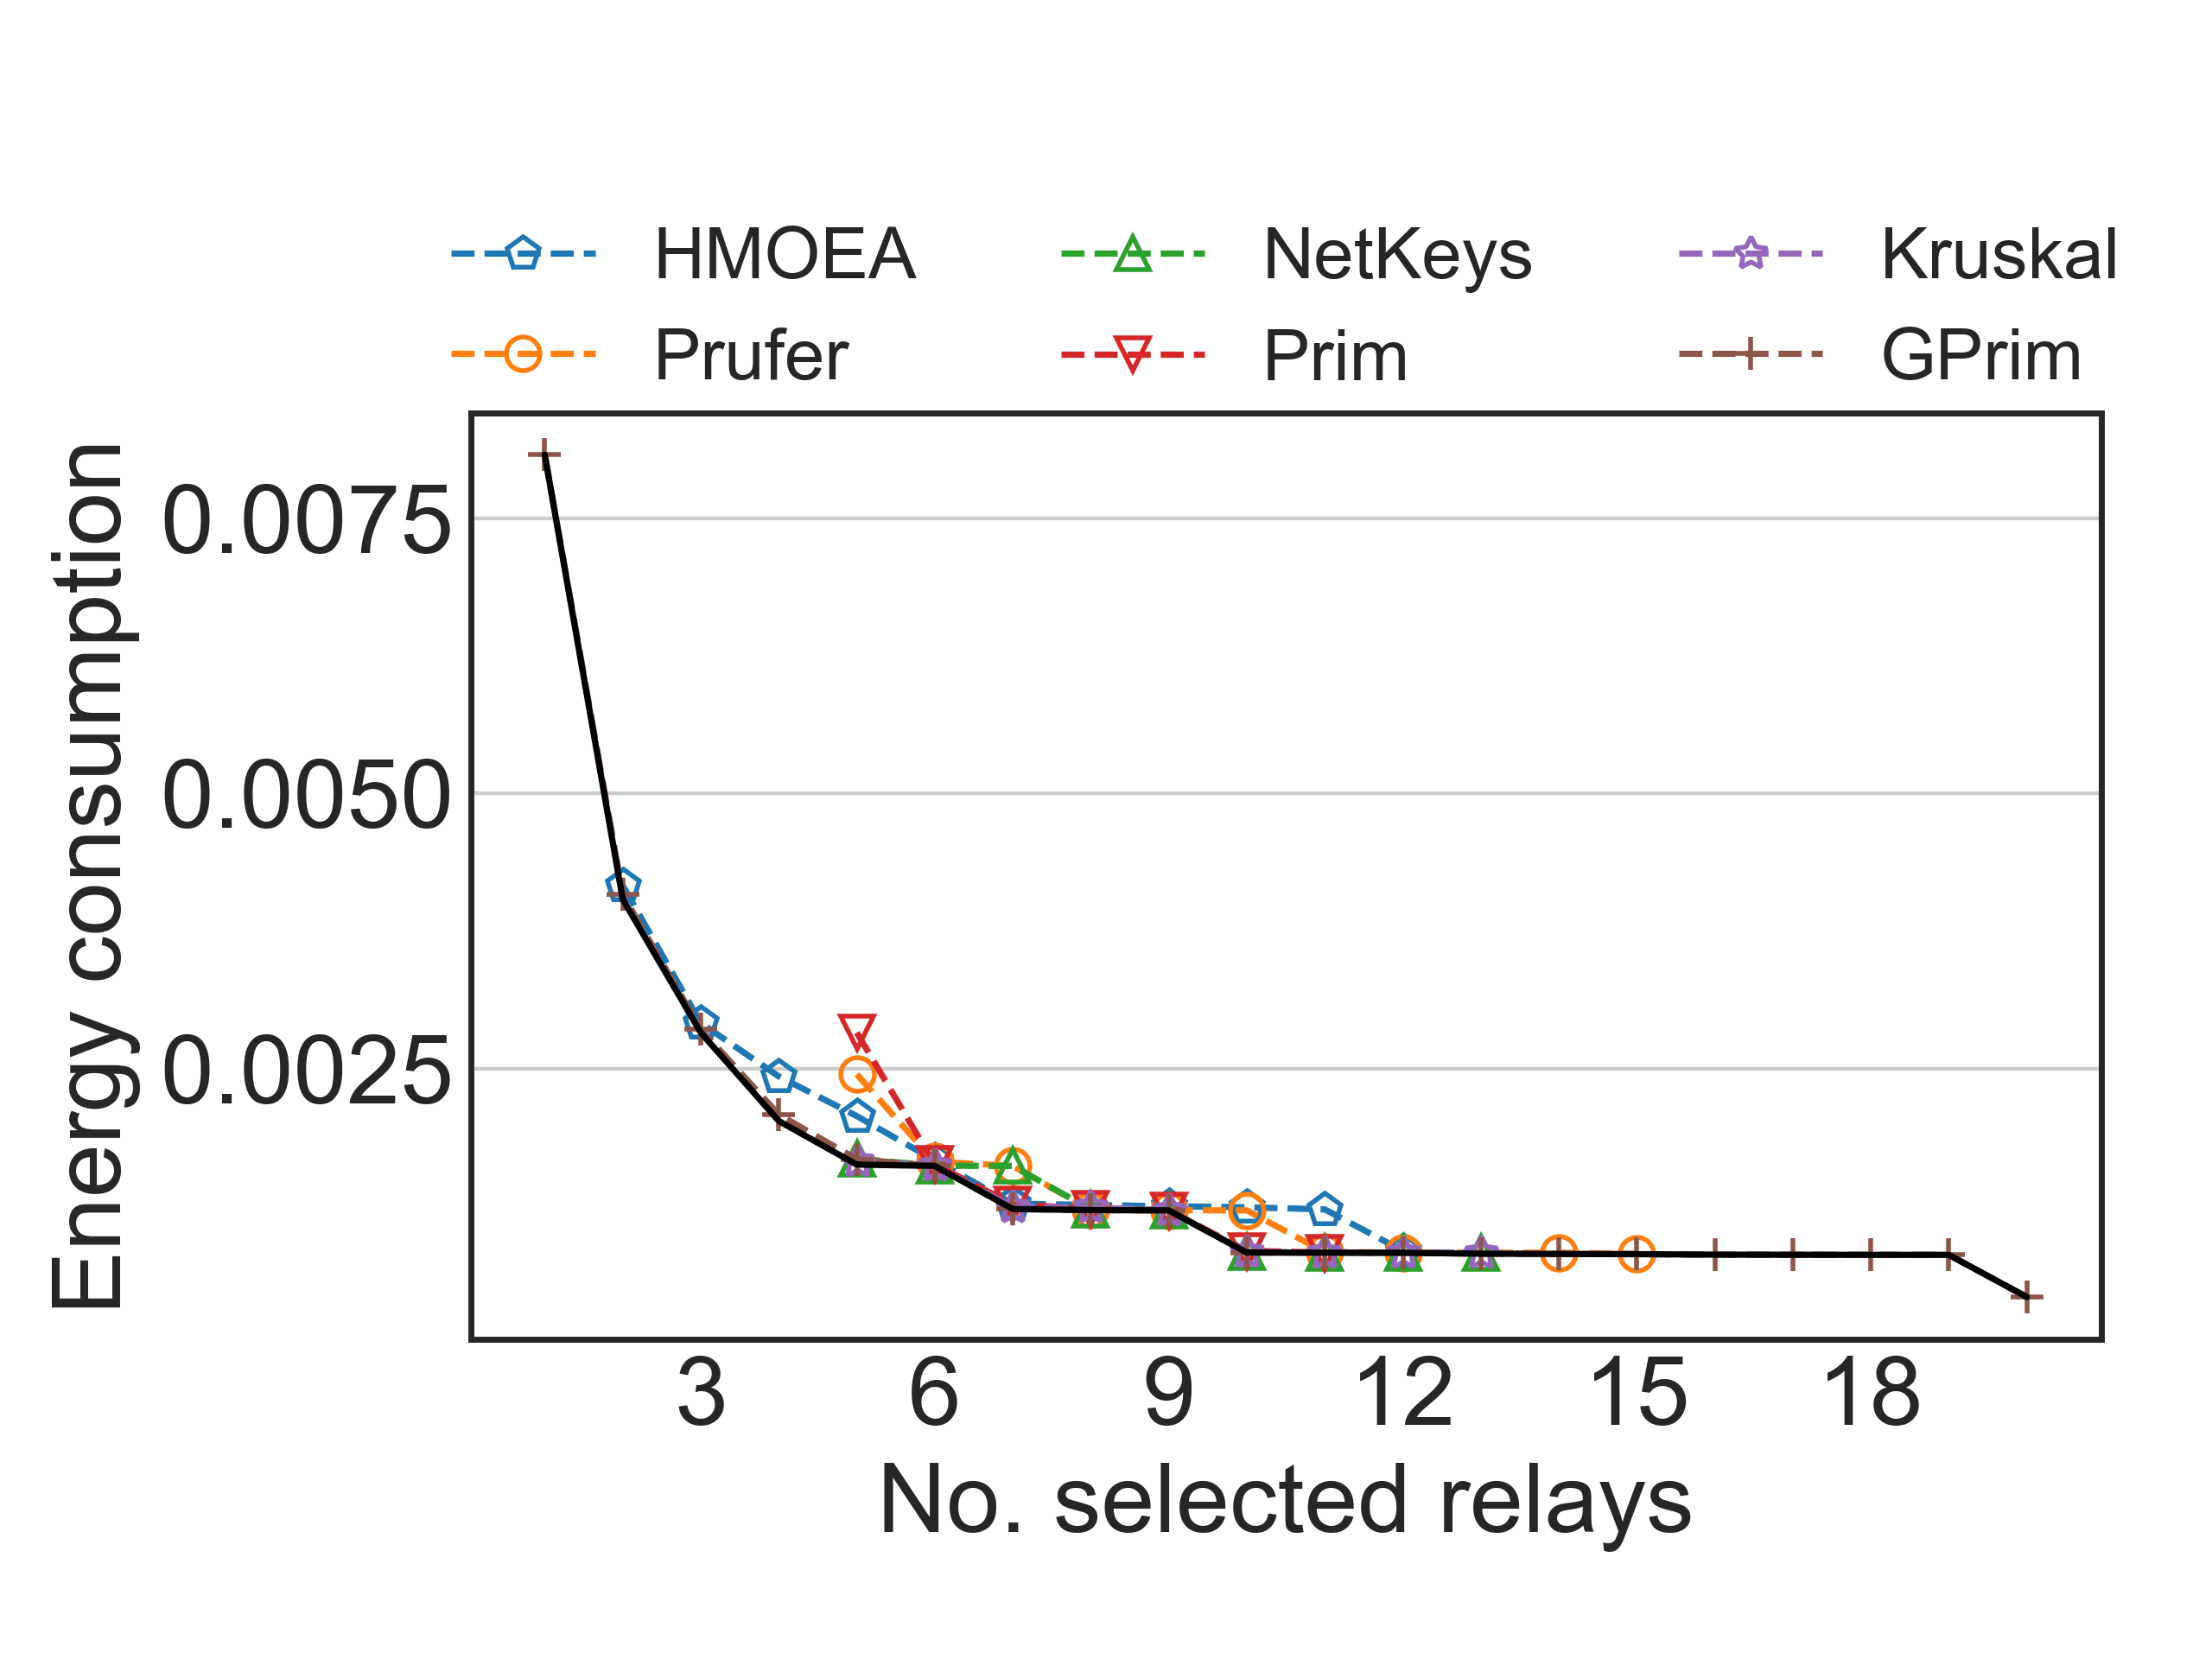 HMOEA NetKeys Kruskal
Prufer Prim GPrim
Energy consumption
0.0075
0.0050
0.0025
3 6 9 12 15 18
No. selected relays